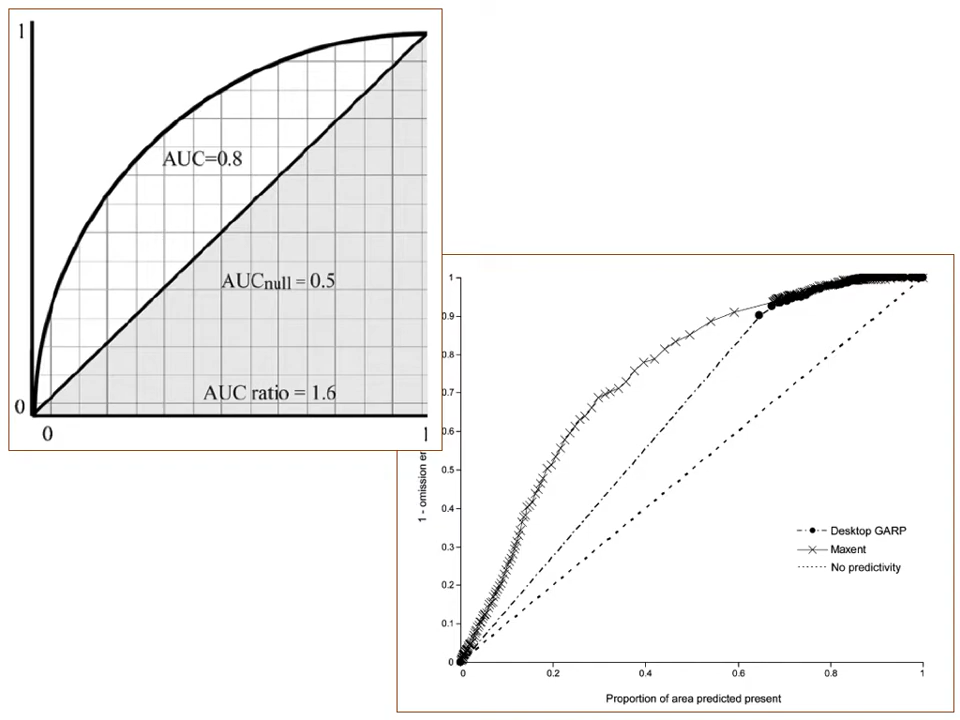 1
AUC=0.8
AUCnull = 0.5
AUC ratio = 1.6
0
0
1
1
0.9
0.8
0.7
0.6
0.5
0.4
0.3
0.2
0.1
0
1 - omission er
Desktop GARP
Maxent
No predictivity
0
0.2
0.4
0.6
0.8
1
Proportion of area predicted present